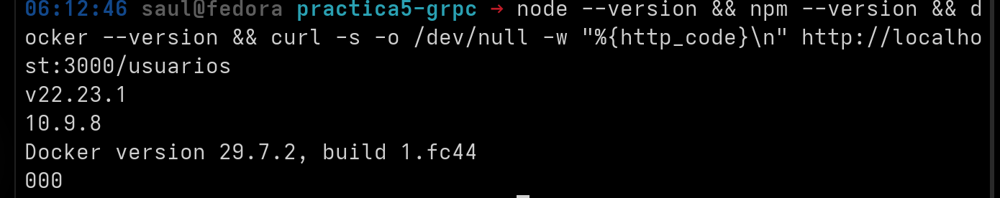 06:12:46 saul@fedora practica5-grpc → node --version && npm --version && d
ocker --version && curl -s -o /dev/null -w "%{http_code}\n" http://localho
st:3000/usuarios
v22.23.1
10.9.8
Docker version 29.7.2, build 1.fc44
000